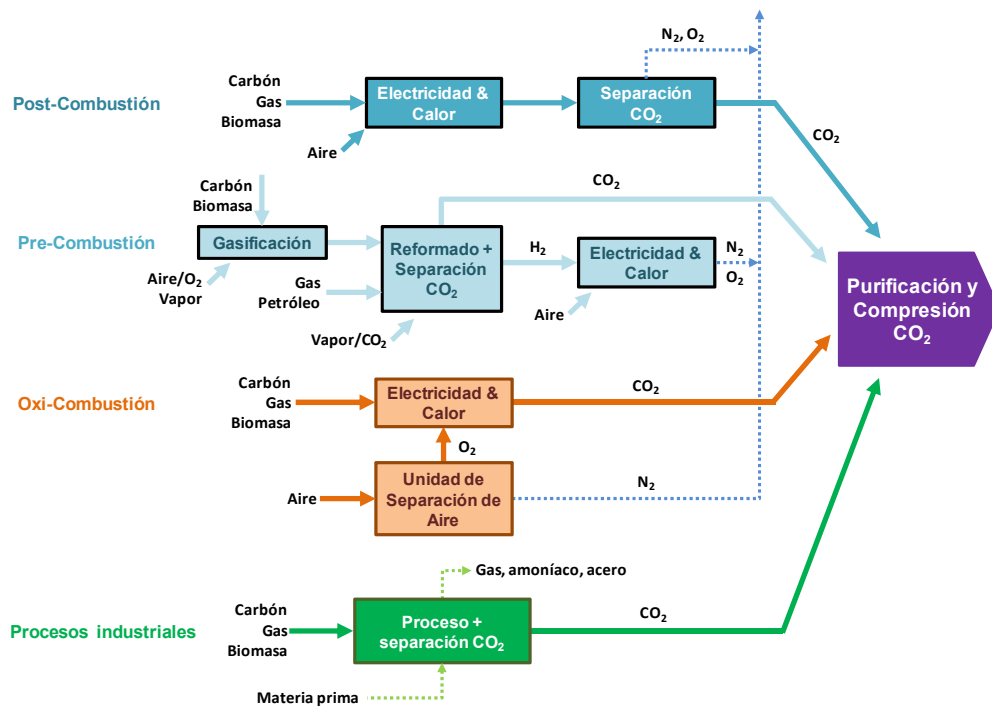 N₂, O₂
Post-Combustión
Carbón
Gas
Biomasa
Aire
Electricidad &
Calor
Separación
CO₂
CO₂
Pre-Combustión
Carbón
Biomasa
Gasificación
Aire/O₂
Vapor
Gas
Petróleo
Reformado +
Separación
CO₂
Vapor/CO₂
CO₂
H₂
Aire
Electricidad &
Calor
N₂
O₂
Purificación y
Compresión
CO₂
Oxi-Combustión
Carbón
Gas
Biomasa
Electricidad &
Calor
CO₂
O₂
Aire
Unidad de
Separación de
Aire
N₂
Gas, amoníaco, acero
Procesos industriales
Carbón
Gas
Biomasa
Proceso +
separación CO₂
CO₂
Materia prima